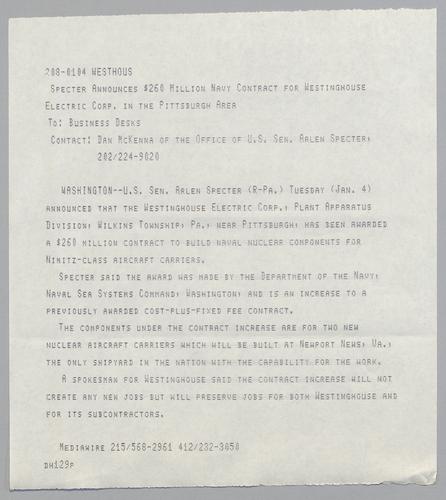 208-0104 WESTHOUS
Specter Announces $260 Million Navy Contract for Westinghouse
Electric Corp. in the Pittsburgh Area
To: Business Desks
Contact: Dan McKenna of the Office of U.S. Sen. Arlen Specter,
202/224-9020
WASHINGTON--U.S. Sen. Arlen Specter (R-Pa.) Tuesday (Jan. 4)
announced that the Westinghouse Electric Corp., Plant Apparatus
Division, Wilkins Township, Pa., near Pittsburgh, has been awarded
a $260 million contract to build naval nuclear components for
Nimitz-class aircraft carriers.
Specter said the award was made by the Department of the Navy,
Naval Sea Systems Command, Washington, and is an increase to a
previously awarded cost-plus-fixed fee contract.
The components under the contract increase are for two new
nuclear aircraft carriers which will be built at Newport News, Va.,
the only shipyard in the nation with the capability for the work.
A spokesman for Westinghouse said the contract increase will not
create any new jobs but will preserve jobs for both Westinghouse and
for its subcontractors.
Mediawire 215/568-2961 412/232-3858
DH129P